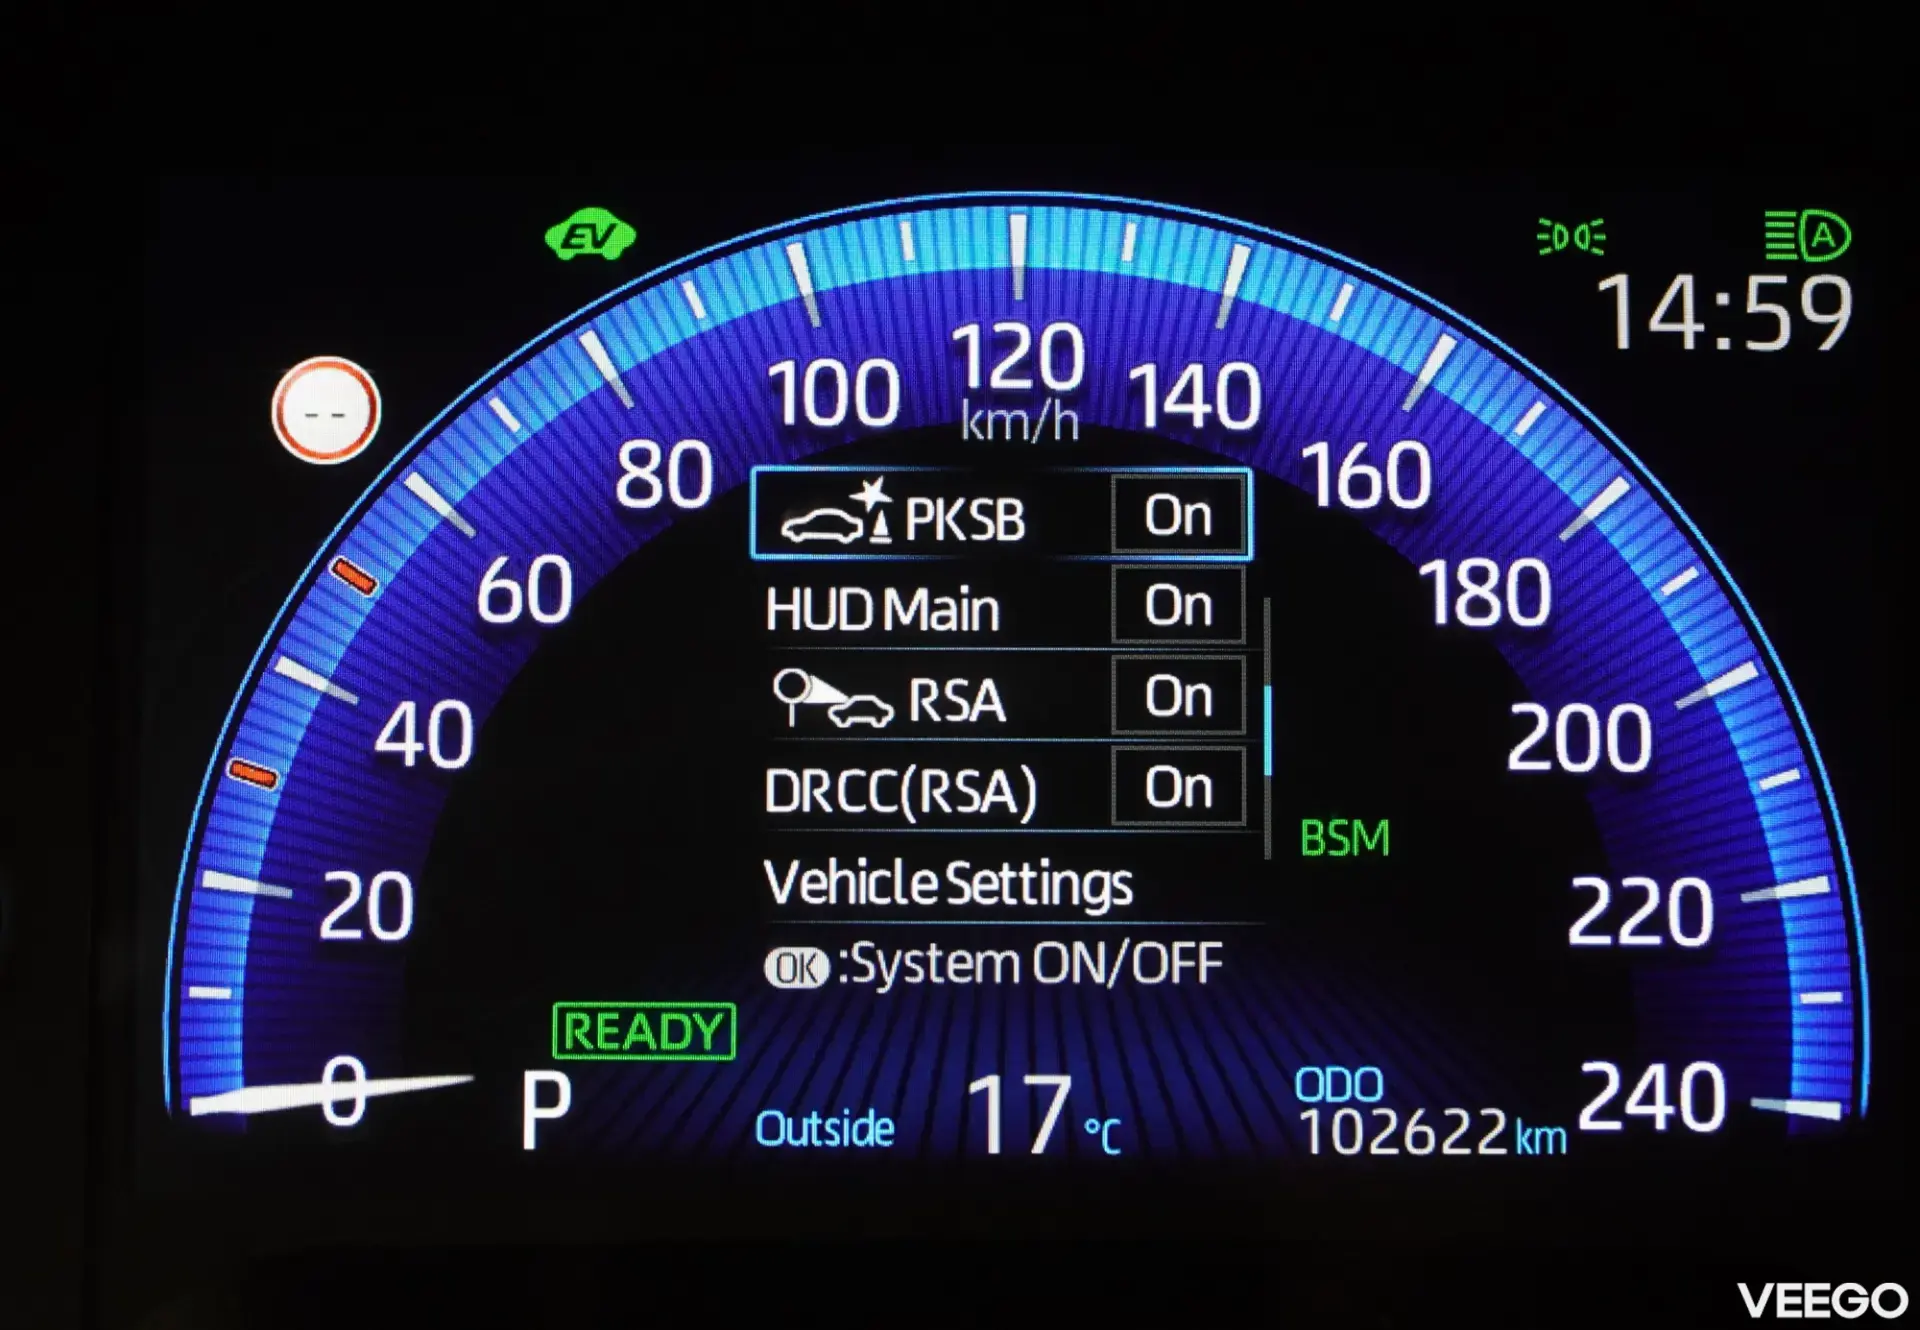 EV
A
14:59
--
0
20
40
60
80
100
120
km/h
140
160
180
200
220
240
PKSB On
HUD Main On
RSA On
DRCC(RSA) On
Vehicle Settings
OK :System ON/OFF
BSM
READY
P
Outside 17 °C
ODO
102622 km
VEEGO